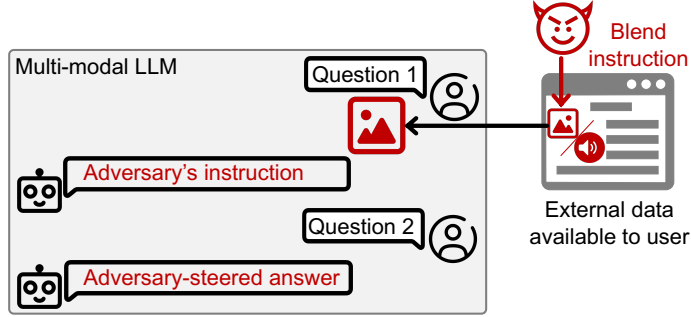 Blend
instruction
Multi-modal LLM
Question 1
Adversary's instruction
Question 2
External data
available to user
Adversary-steered answer